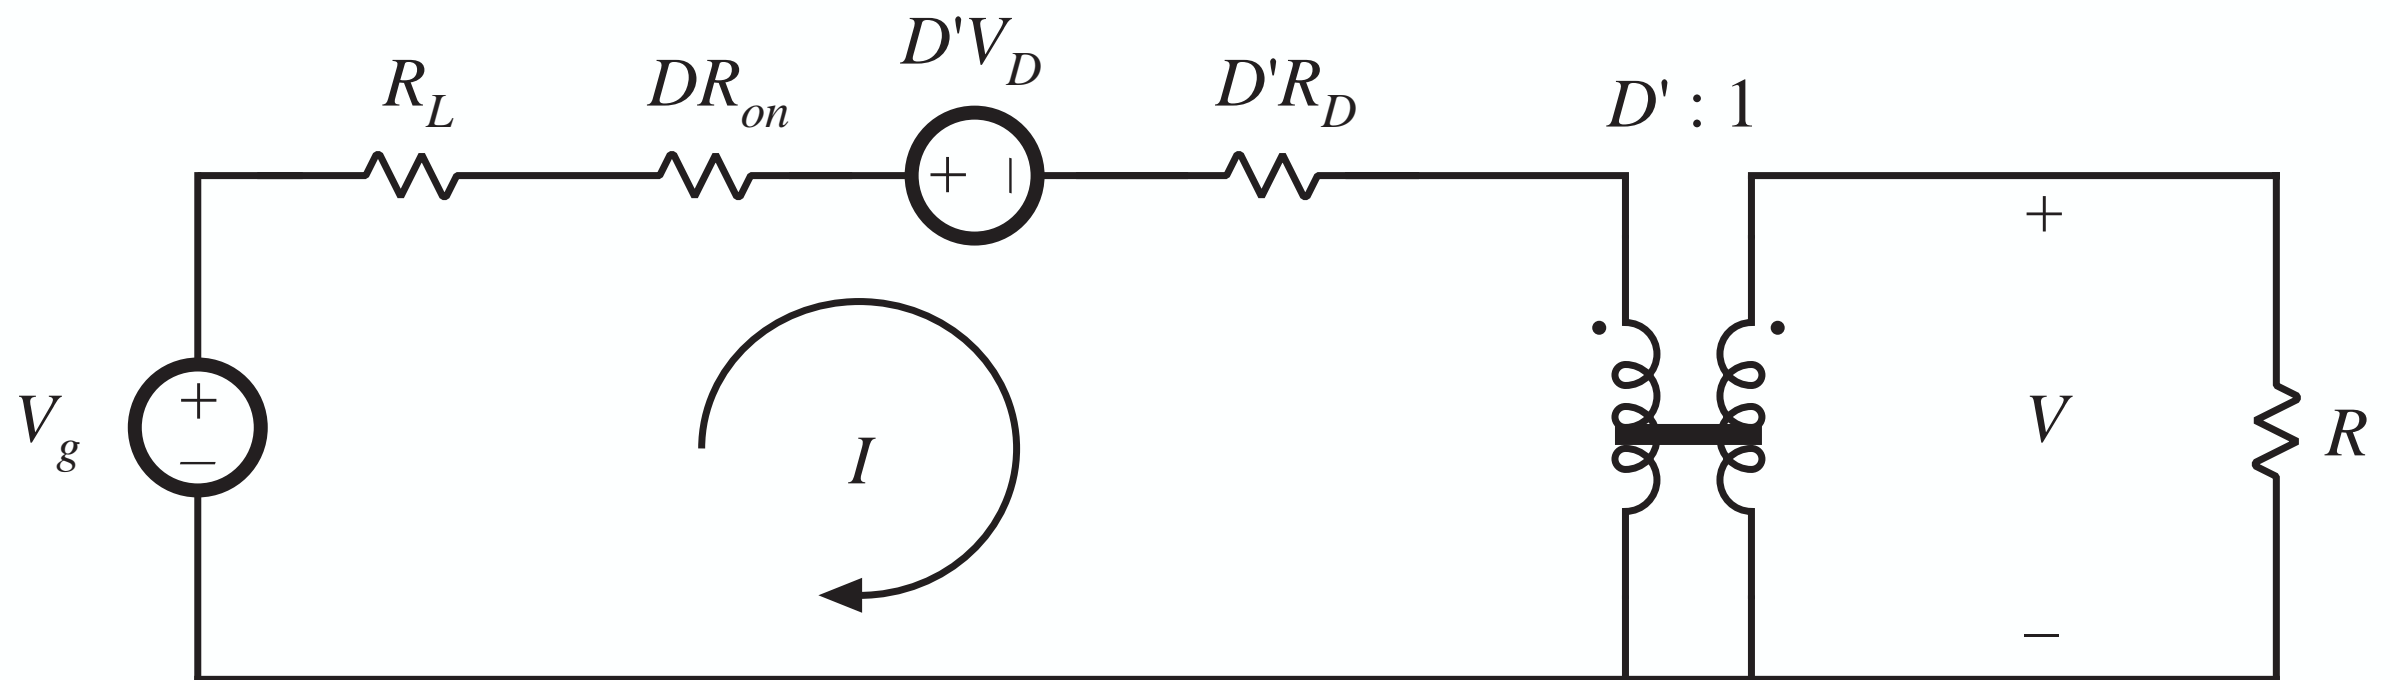 R_L
DR_on
D'V_D
D'R_D
D' : 1
+ −
+
V_g
−
I
+
V
−
R